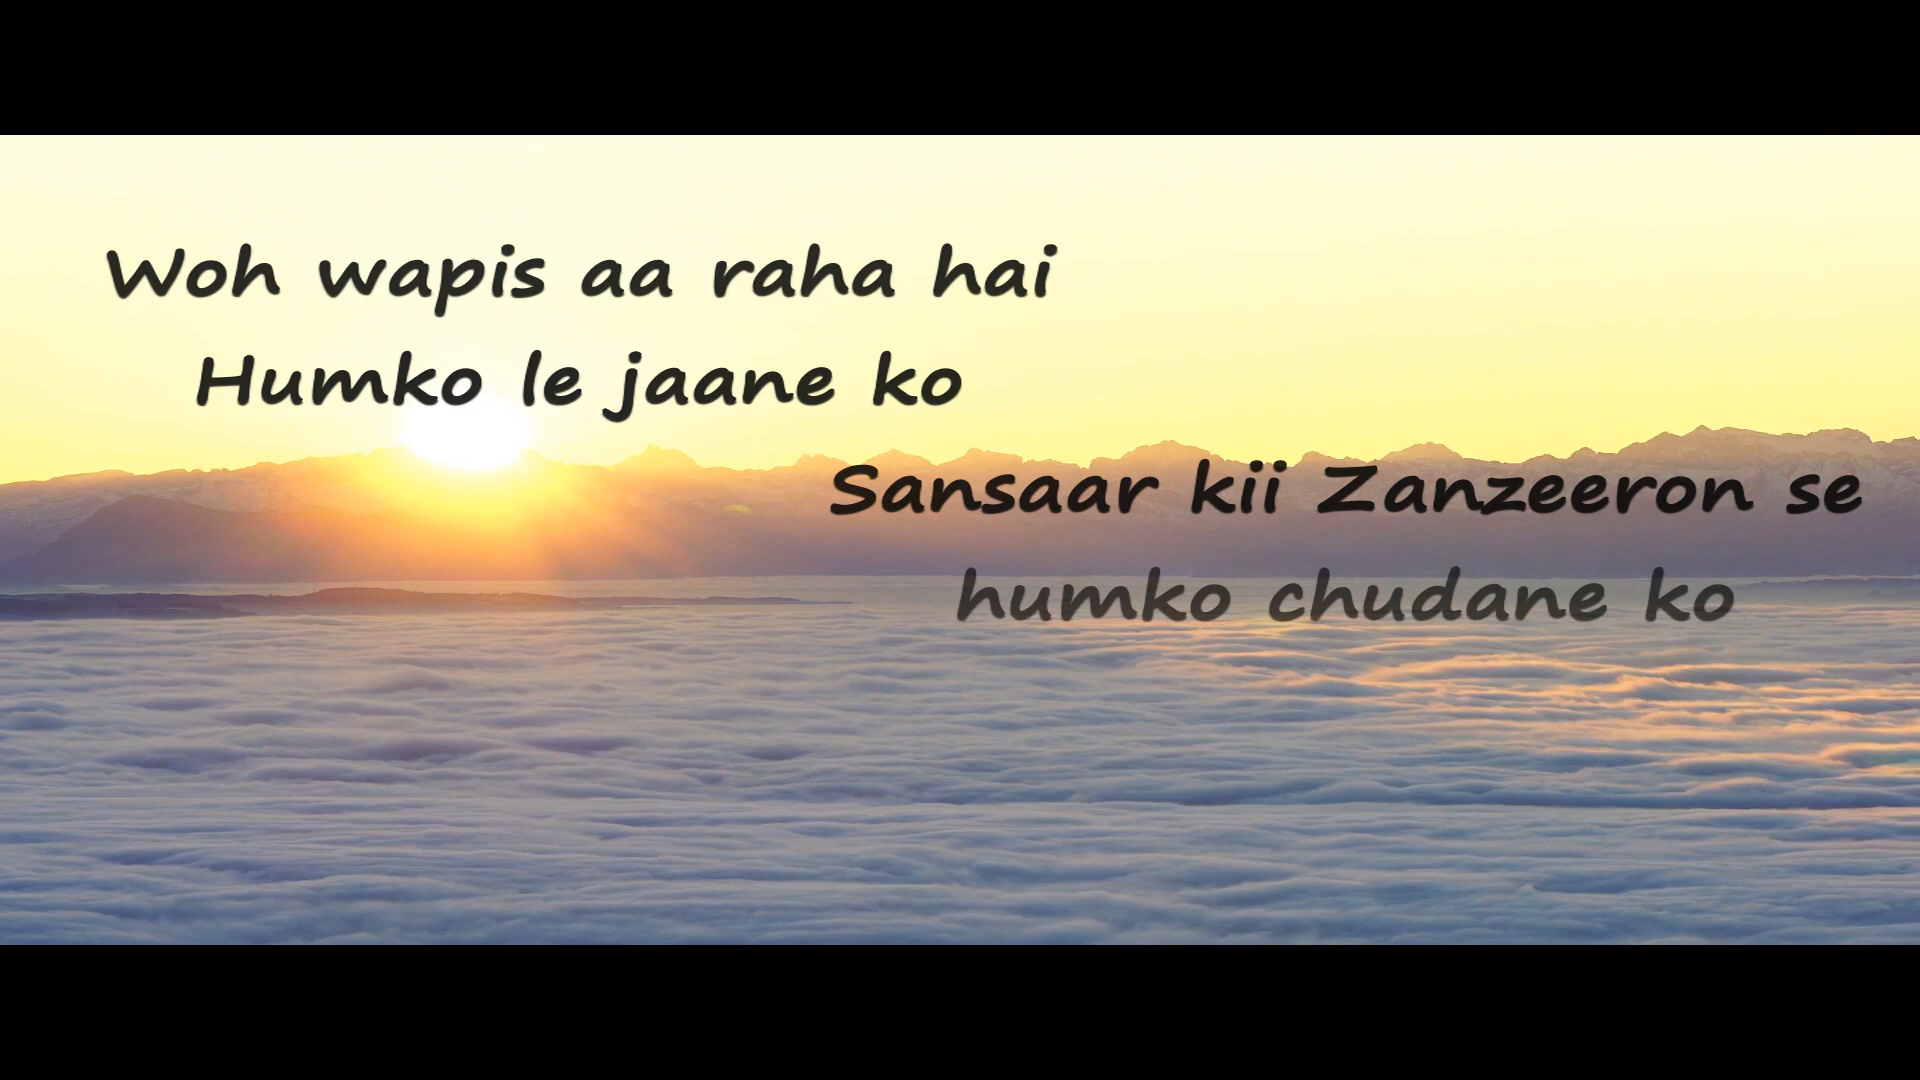 Woh wapis aa raha hai
Humko le jaane ko
Sansaar kii Zanzeeron se
humko chudane ko